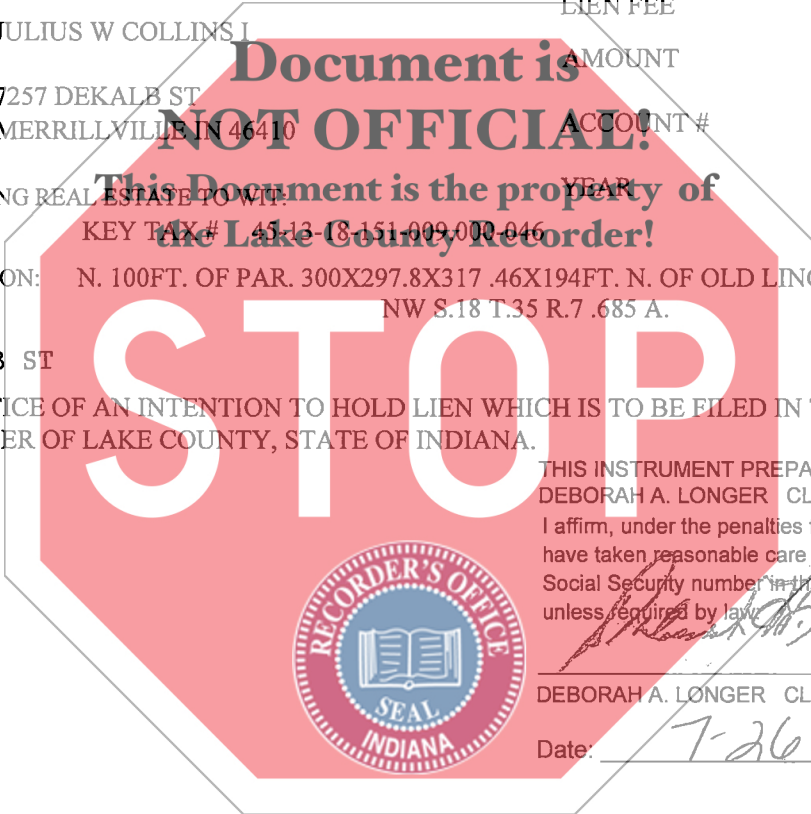 LIEN FEE
JULIUS W COLLINS I
Document is
AMOUNT
7257 DEKALB ST
NOT OFFICIAL!
MERRILLVILLE IN 46410
ACCOUNT #
NG REAL ESTATE TO WIT:
This Document is the property of
YEAR
KEY TAX # 45-13-18-151-009.000-046
the Lake County Recorder!
ON: N. 100FT. OF PAR. 300X297.8X317 .46X194FT. N. OF OLD LINC
NW S.18 T.35 R.7 .685 A.
B ST
STOP
ICE OF AN INTENTION TO HOLD LIEN WHICH IS TO BE FILED IN
ER OF LAKE COUNTY, STATE OF INDIANA.
THIS INSTRUMENT PREPA
DEBORAH A. LONGER CL
I affirm, under the penalties
have taken reasonable care
Social Security number in th
unless required by law.
RECORDER'S OFFICE
SEAL
INDIANA
DEBORAH A. LONGER CL
Date: 7-26